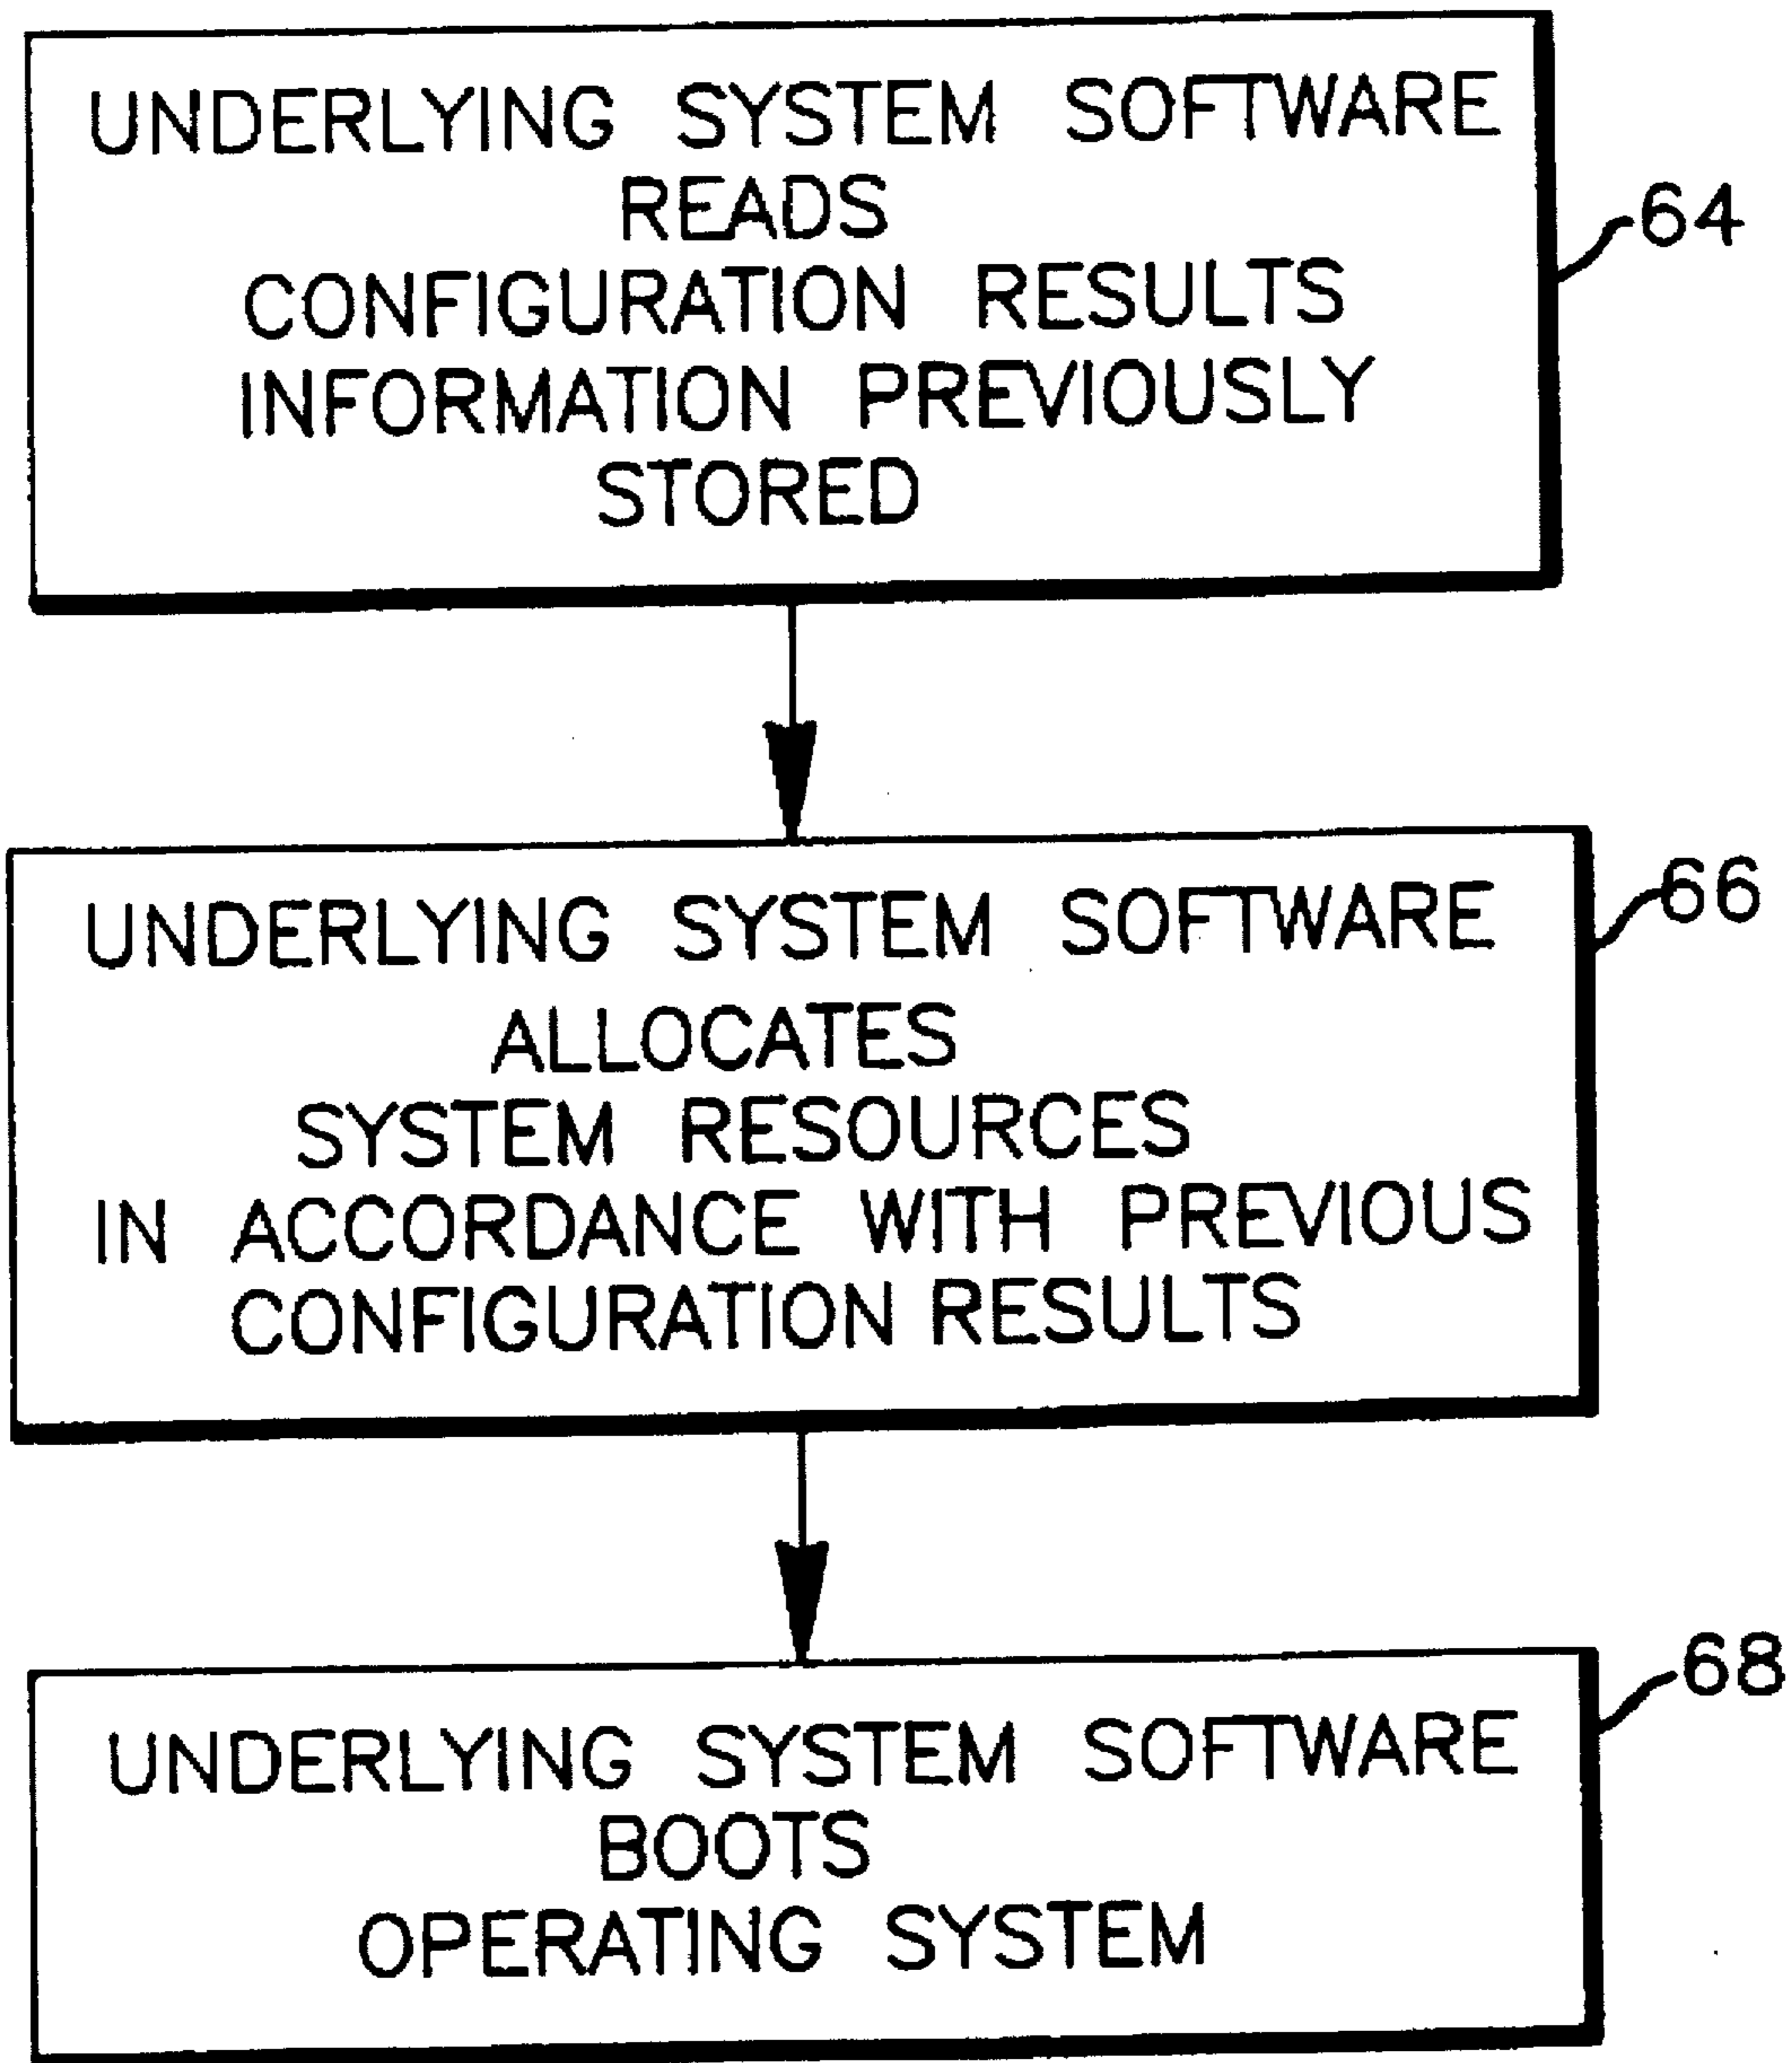 UNDERLYING SYSTEM SOFTWARE
READS
CONFIGURATION RESULTS
INFORMATION PREVIOUSLY
STORED
64
UNDERLYING SYSTEM SOFTWARE
ALLOCATES
SYSTEM RESOURCES
IN ACCORDANCE WITH PREVIOUS
CONFIGURATION RESULTS
66
UNDERLYING SYSTEM SOFTWARE
BOOTS
OPERATING SYSTEM
68